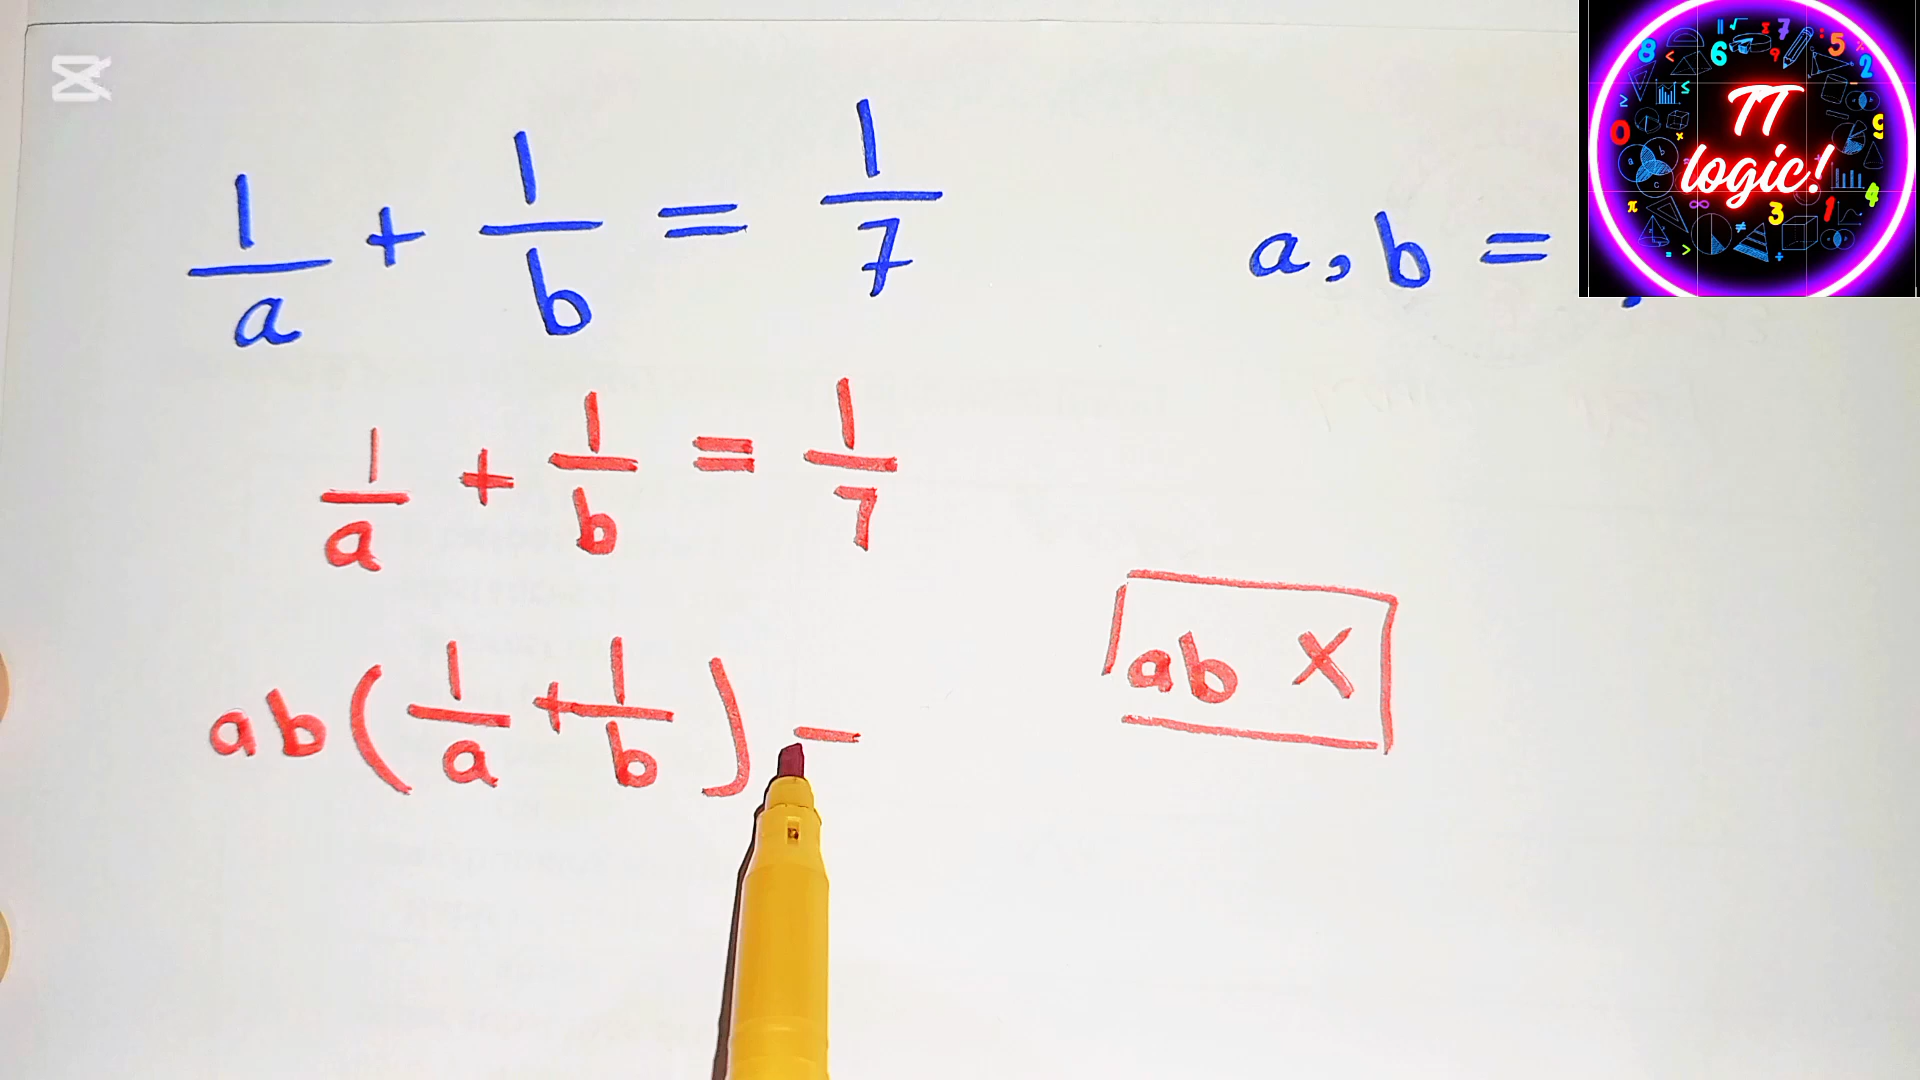 1/a + 1/b = 1/7
a, b =
1/a + 1/b = 1/7
ab(1/a + 1/b) -
ab X
TT
logic!